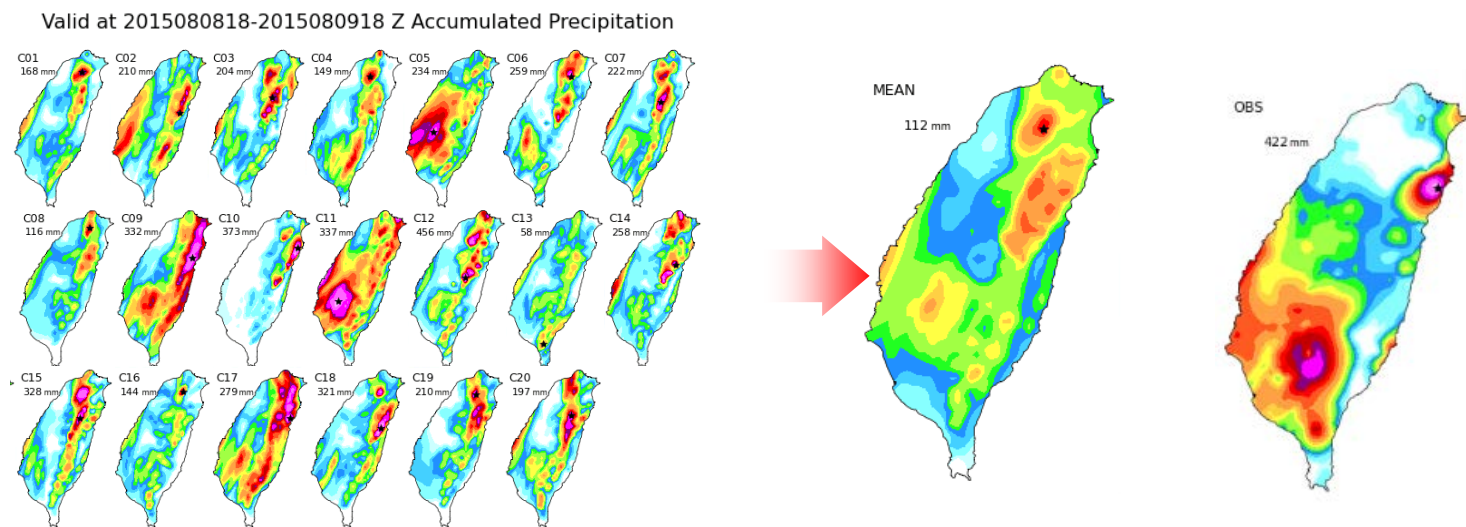 Valid at 2015080818-2015080918 Z Accumulated Precipitation
C01
168 mm
C02
210 mm
C03
204 mm
C04
149 mm
C05
234 mm
C06
259 mm
C07
222 mm
C08
116 mm
C09
332 mm
C10
373 mm
C11
337 mm
C12
456 mm
C13
58 mm
C14
258 mm
C15
328 mm
C16
144 mm
C17
279 mm
C18
321 mm
C19
210 mm
C20
197 mm
MEAN
112 mm
OBS
422 mm